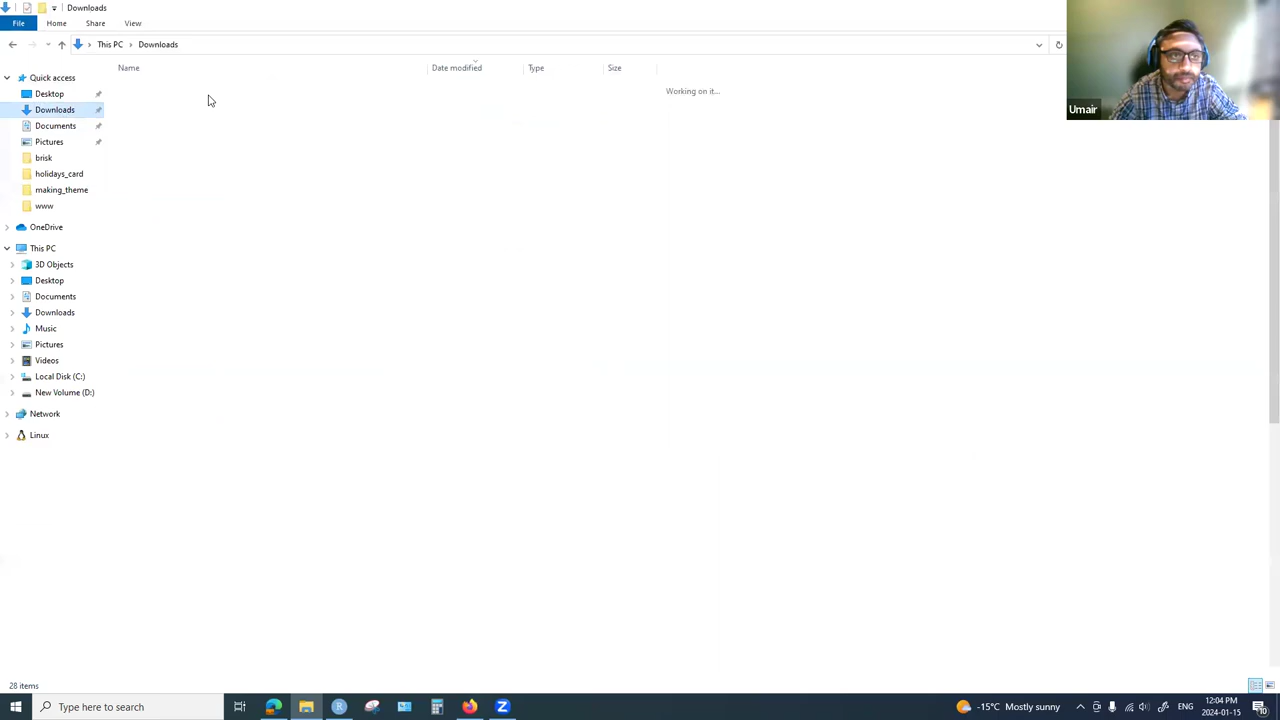 Downloads
File Home Share View
This PC > Downloads
Name Date modified Type Size
Working on it...
Quick access
Desktop
Downloads
Documents
Pictures
brisk
holidays_card
making_theme
www
OneDrive
This PC
3D Objects
Desktop
Documents
Downloads
Music
Pictures
Videos
Local Disk (C:)
New Volume (D:)
Network
Linux
28 items
Umair
Type here to search
-15°C Mostly sunny
ENG
12:04 PM
2024-01-15